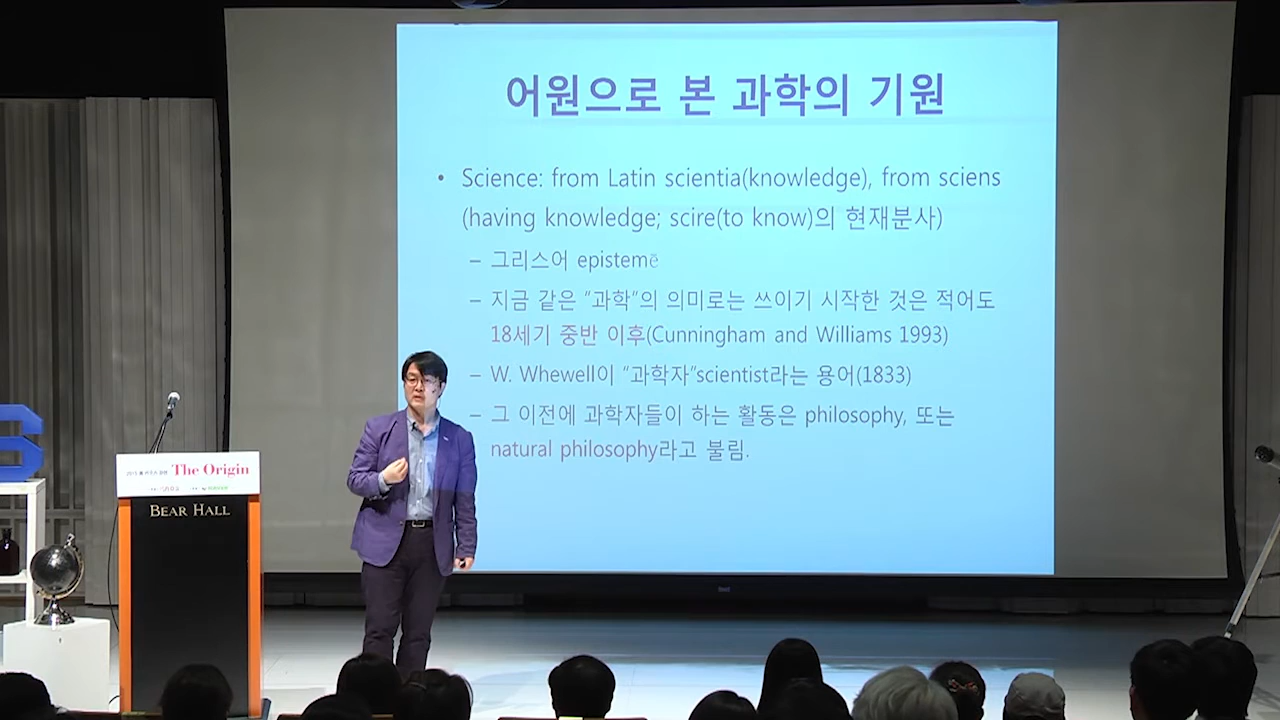 어원으로 본 과학의 기원
• Science: from Latin scientia(knowledge), from sciens
(having knowledge; scire(to know)의 현재분사)
– 그리스어 epistemē
– 지금 같은 “과학”의 의미로는 쓰이기 시작한 것은 적어도
18세기 중반 이후(Cunningham and Williams 1993)
– W. Whewell이 “과학자”scientist라는 용어(1833)
– 그 이전에 과학자들이 하는 활동은 philosophy, 또는
natural philosophy라고 불림.
The Origin
BEAR HALL